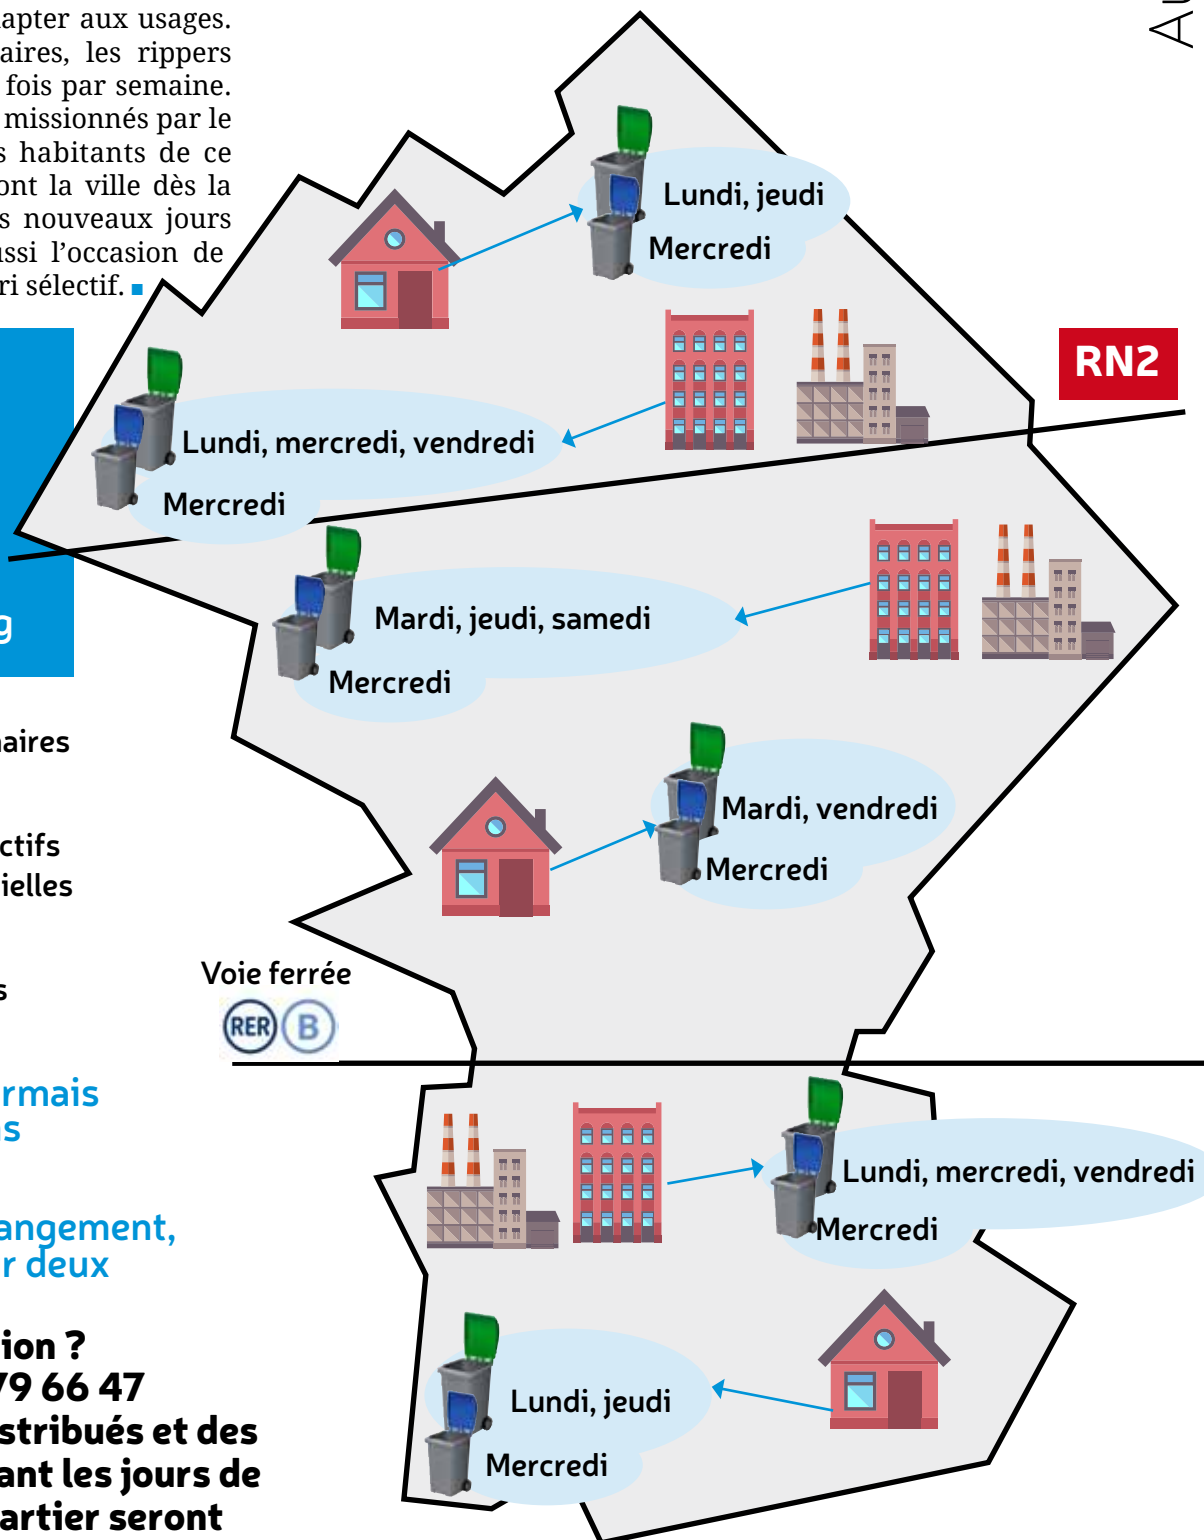 apter aux usages.
aires, les rippers
fois par semaine.
missionnés par le
s habitants de ce
ont la ville dès la
s nouveaux jours
ussi l’occasion de
ri sélectif. ■
Au
Lundi, jeudi
Mercredi
RN2
Lundi, mercredi, vendredi
Mercredi
g
Mardi, jeudi, samedi
Mercredi
aires
Mardi, vendredi
Mercredi
ctifs
ielles
s
Voie ferrée
RER B
rmais
ns
Lundi, mercredi, vendredi
Mercredi
angement,
r deux
Lundi, jeudi
Mercredi
ion ?
79 66 47
stribués et des
ant les jours de
artier seront